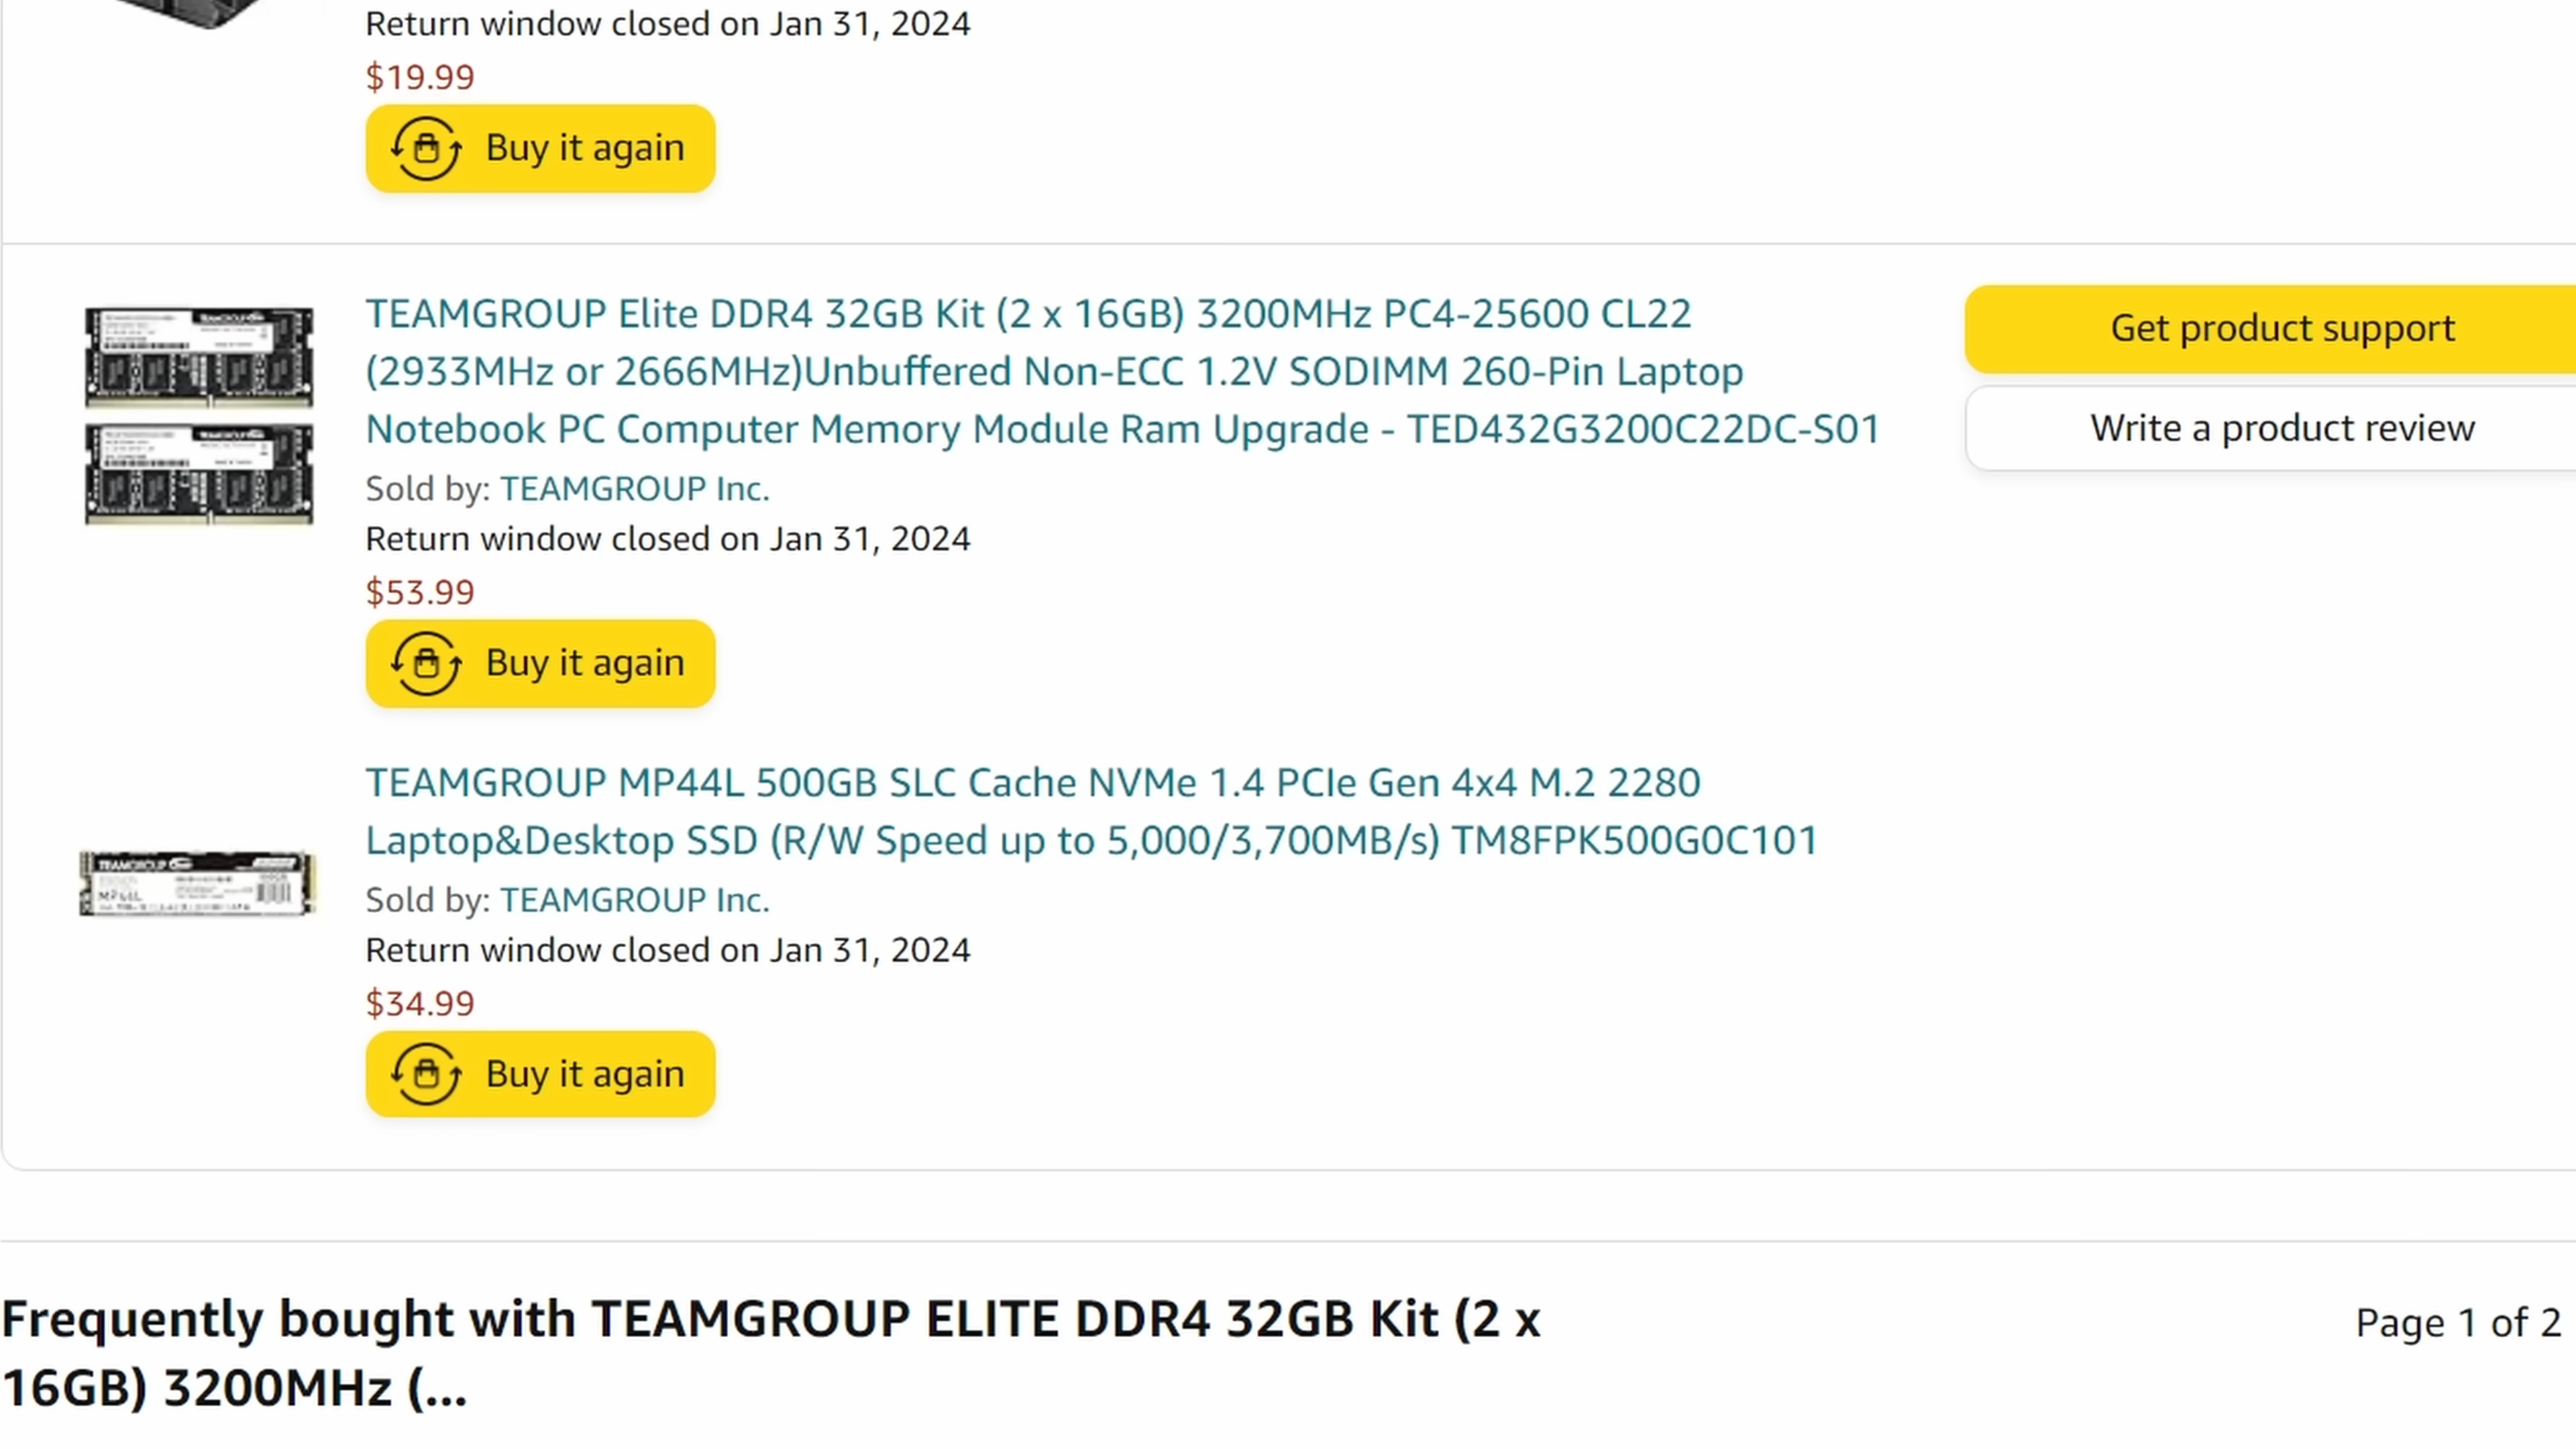 Return window closed on Jan 31, 2024
$19.99
Buy it again
TEAMGROUP Elite DDR4 32GB Kit (2 x 16GB) 3200MHz PC4-25600 CL22
(2933MHz or 2666MHz)Unbuffered Non-ECC 1.2V SODIMM 260-Pin Laptop
Notebook PC Computer Memory Module Ram Upgrade - TED432G3200C22DC-S01
Sold by: TEAMGROUP Inc.
Return window closed on Jan 31, 2024
$53.99
Buy it again
Get product support
Write a product review
TEAMGROUP MP44L 500GB SLC Cache NVMe 1.4 PCIe Gen 4x4 M.2 2280
Laptop&Desktop SSD (R/W Speed up to 5,000/3,700MB/s) TM8FPK500G0C101
TEAMGROUP
MP44L
Sold by: TEAMGROUP Inc.
Return window closed on Jan 31, 2024
$34.99
Buy it again
Frequently bought with TEAMGROUP ELITE DDR4 32GB Kit (2 x
16GB) 3200MHz (...
Page 1 of 2